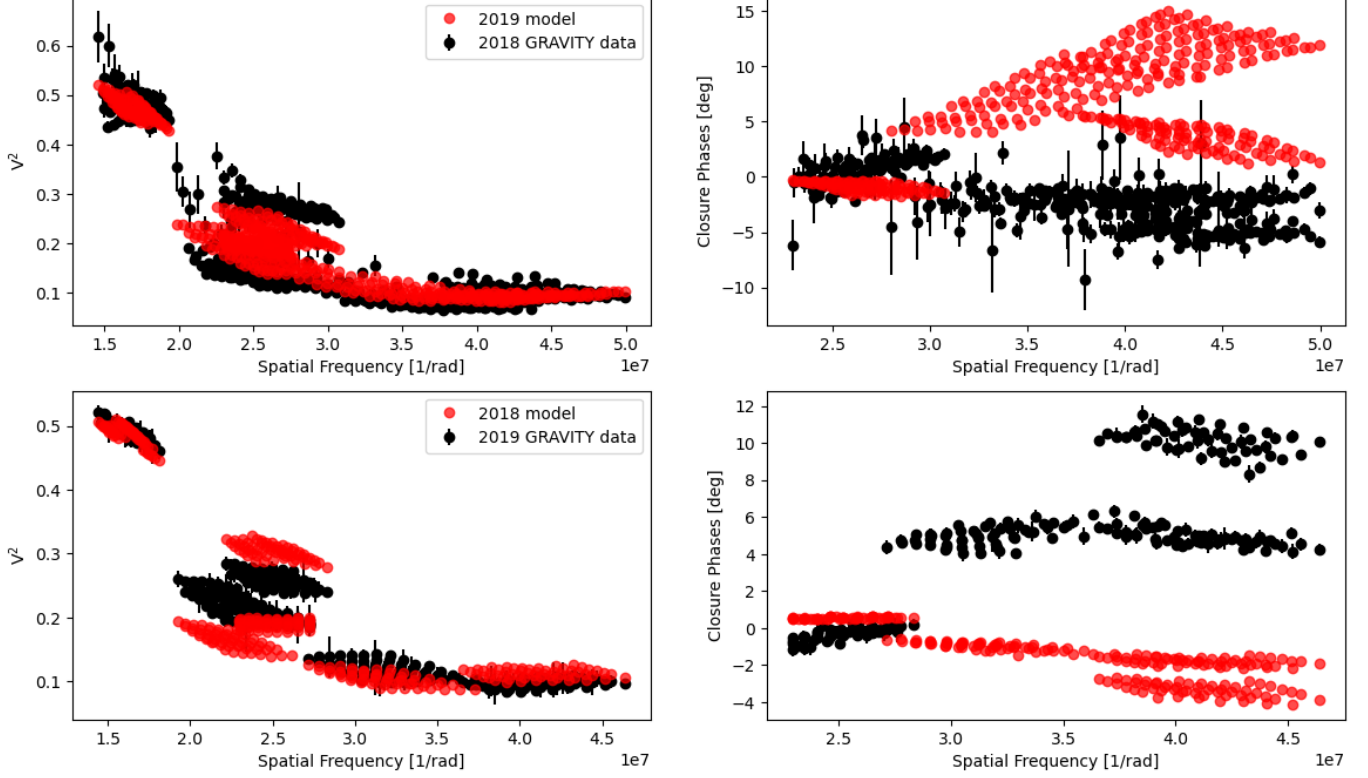 0.6
0.5
0.4
0.3
0.2
0.1
V²
2019 model
2018 GRAVITY data
1.5 2.0 2.5 3.0 3.5 4.0 4.5 5.0
Spatial Frequency [1/rad]
1e7
15
10
5
0
−5
−10
Closure Phases [deg]
2.5 3.0 3.5 4.0 4.5 5.0
Spatial Frequency [1/rad]
1e7
0.5
0.4
0.3
0.2
0.1
V²
2018 model
2019 GRAVITY data
1.5 2.0 2.5 3.0 3.5 4.0 4.5
Spatial Frequency [1/rad]
1e7
12
10
8
6
4
2
0
−2
−4
Closure Phases [deg]
2.5 3.0 3.5 4.0 4.5
Spatial Frequency [1/rad]
1e7